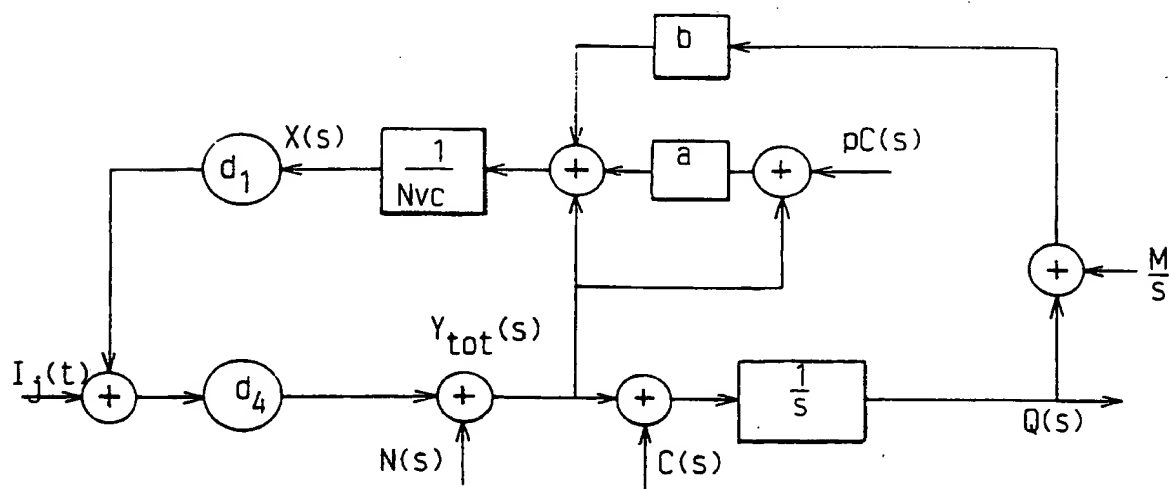 b
X(s)
pC(s)
d1
1
Nvc
+
a
+
+
M
s
Ytot(s)
Ij(t)
+
d4
+
+
1
s
N(s)
C(s)
Q(s)